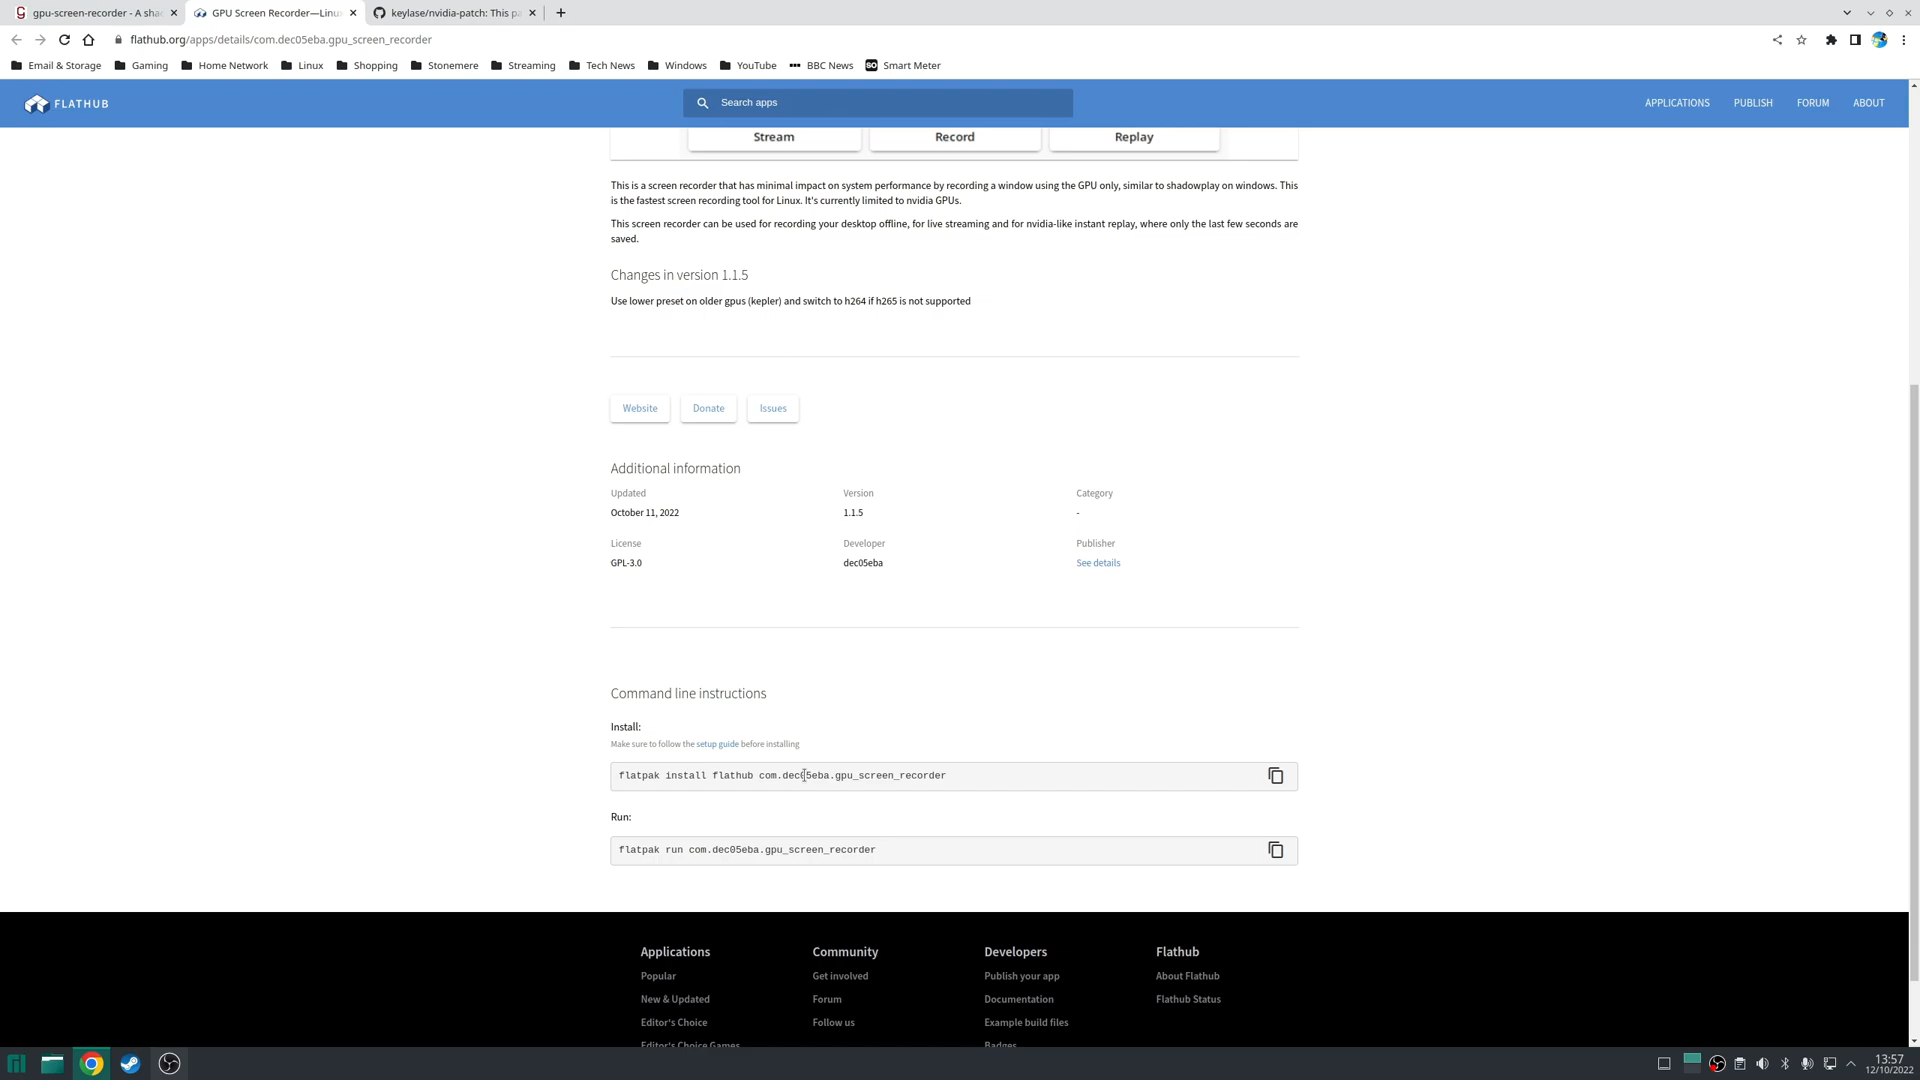 gpu-screen-recorder - A sha
GPU Screen Recorder—Linu
keylase/nvidia-patch: This pa
flathub.org/apps/details/com.dec05eba.gpu_screen_recorder
Email & Storage
Gaming
Home Network
Linux
Shopping
Stonemere
Streaming
Tech News
Windows
YouTube
BBC News
Smart Meter
FLATHUB
Search apps
APPLICATIONS
PUBLISH
FORUM
ABOUT
Stream
Record
Replay
This is a screen recorder that has minimal impact on system performance by recording a window using the GPU only, similar to shadowplay on windows. This
is the fastest screen recording tool for Linux. It's currently limited to nvidia GPUs.
This screen recorder can be used for recording your desktop offline, for live streaming and for nvidia-like instant replay, where only the last few seconds are
saved.
Changes in version 1.1.5
Use lower preset on older gpus (kepler) and switch to h264 if h265 is not supported
Website
Donate
Issues
Additional information
Updated
Version
Category
October 11, 2022
1.1.5
-
License
Developer
Publisher
GPL-3.0
dec05eba
See details
Command line instructions
Install:
Make sure to follow the setup guide before installing
flatpak install flathub com.dec05eba.gpu_screen_recorder
Run:
flatpak run com.dec05eba.gpu_screen_recorder
Applications
Community
Developers
Flathub
Popular
Get involved
Publish your app
About Flathub
New & Updated
Forum
Documentation
Flathub Status
Editor's Choice
Follow us
Example build files
Editor's Choice Games
Badges
13:57
12/10/2022